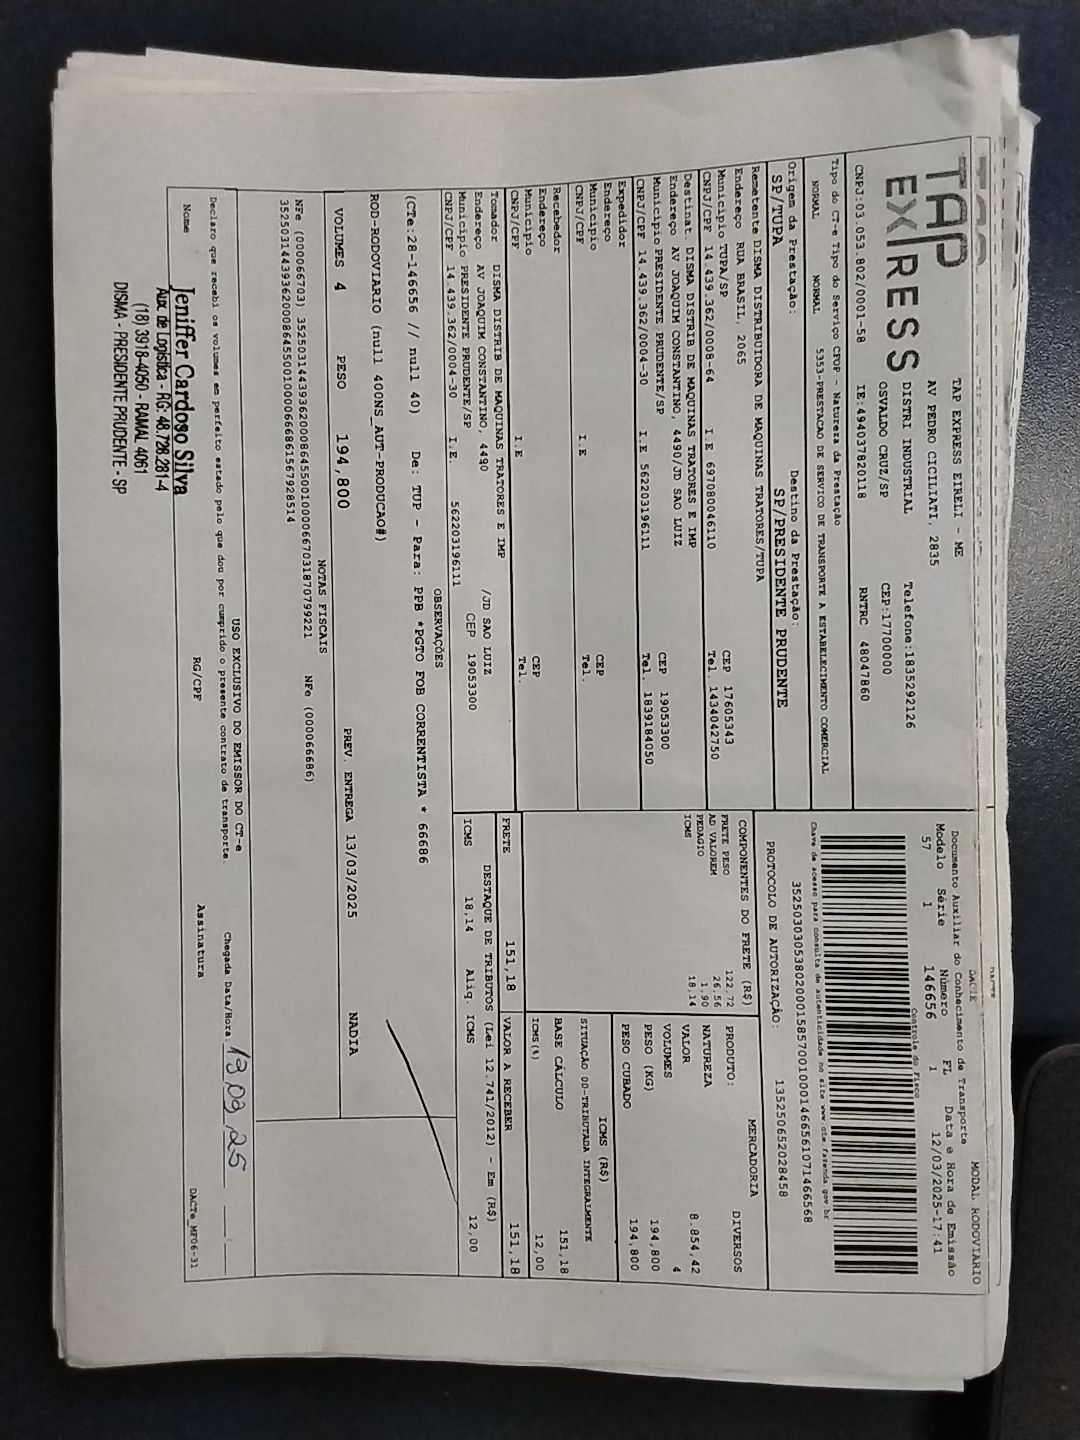 TAP
EXPRESS
TAP EXPRESS EIRELI - ME
AV PEDRO CICILIATI, 2835
DISTRI INDUSTRIAL Telefone:1835292126
OSVALDO CRUZ/SP CEP:17700000
CNPJ:03.053.802/0001-58 IE:494037820118 RNTRC 48047860
Tipo do CT-e Tipo do Serviço CFOP - Natureza da Prestação
NORMAL NORMAL 5353-PRESTACAO DE SERVICO DE TRANSPORTE A ESTABELECIMENTO COMERCIAL
Origem da Prestação: Destino da Prestação:
SP/TUPA SP/PRESIDENTE PRUDENTE
Remetente DISMA DISTRIBUIDORA DE MAQUINAS TRATORES/TUPA
Endereço RUA BRASIL, 2065
Municipio TUPA/SP CEP 17605343
CNPJ/CPF 14.439.362/0008-64 I.E 697080046110 Tel. 1434042750
Destinat DISMA DISTRIB DE MAQUINAS TRATORES E IMP
Endereço AV JOAQUIM CONSTANTINO, 4490/JD SAO LUIZ
Municipio PRESIDENTE PRUDENTE/SP CEP 19053300
CNPJ/CPF 14.439.362/0004-30 I.E 562203196111 Tel. 1839184050
Expedidor
Endereço
Municipio CEP
CNPJ/CPF I.E Tel.
Recebedor
Endereço
Municipio CEP
CNPJ/CPF I.E Tel.
Tomador DISMA DISTRIB DE MAQUINAS TRATORES E IMP
Endereço AV JOAQUIM CONSTANTINO, 4490 /JD SAO LUIZ
Municipio PRESIDENTE PRUDENTE/SP CEP 19053300
CNPJ/CPF 14.439.362/0004-30 I.E. 562203196111
DACTE MODAL RODOVIARIO
Documento Auxiliar do Conhecimento de Transporte
Modelo Série Número FL Data e Hora de Emissão
57 1 146656 1 12/03/2025-17:41
Controle do Fisco
Chave de acesso para consulta de autenticidade no site www.cte.fazenda.gov.br
35250303053802000158570010001466561071466568
PROTOCOLO DE AUTORIZAÇÃO: 135250652028458
COMPONENTES DO FRETE (R$)
FRETE PESO 122,72
AD VALOREM 26,56
PEDAGIO 1,90
ICMS 18,14
MERCADORIA
PRODUTO: DIVERSOS
NATUREZA
VALOR 8.854,42
VOLUMES 4
PESO (KG) 194,800
PESO CUBADO 194,800
ICMS (R$)
SITUAÇÃO 00-TRIBUTADA INTEGRALMENTE
BASE CÁLCULO 151,18
ICMS(%) 12,00
FRETE 151,18 VALOR A RECEBER 151,18
DESTAQUE DE TRIBUTOS (Lei 12.741/2012) - Em (R$)
ICMS 18,14 Aliq. ICMS 12,00
OBSERVAÇÕES
(CTe:28-146656 // null 40) De: TUP - Para: PPB *PGTO FOB CORRENTISTA * 66686
ROD-RODOVIARIO (null 400NS_AUT-PRODUCAO#)
VOLUMES 4 PESO 194,800 PREV. ENTREGA 13/03/2025 NADIA
NOTAS FISCAIS
NFe (000066703) 35250314439362000864550010000667031870799221 NFe (000066686)
35250314439362000864550010000666861567928514
USO EXCLUSIVO DO EMISSOR DO CT-e
Declaro que recebi os volumes em perfeito estado pelo que dou por cumprido o presente contrato de transporte. Chegada Data/Hora: 19 03 25
Nome RG/CPF Assinatura DACTe_MF06-31
Jeniffer Cardoso Silva
Aux. de Logística - RG: 48.728.281-4
(18) 3918-4050 - RAMAL 4061
DISMA - PRESIDENTE PRUDENTE - SP